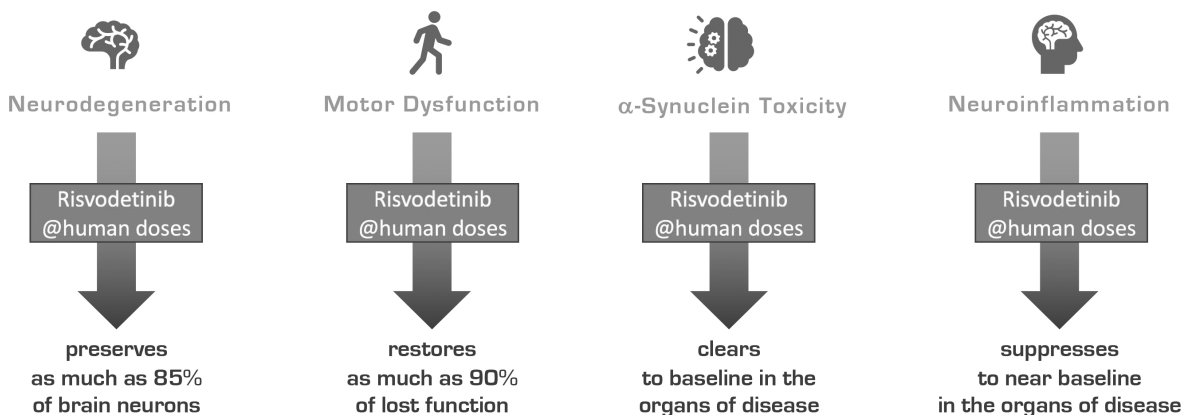 Neurodegeneration
Risvodetinib
@human doses
preserves
as much as 85%
of brain neurons
Motor Dysfunction
Risvodetinib
@human doses
restores
as much as 90%
of lost function
α-Synuclein Toxicity
Risvodetinib
@human doses
clears
to baseline in the
organs of disease
Neuroinflammation
Risvodetinib
@human doses
suppresses
to near baseline
in the organs of disease